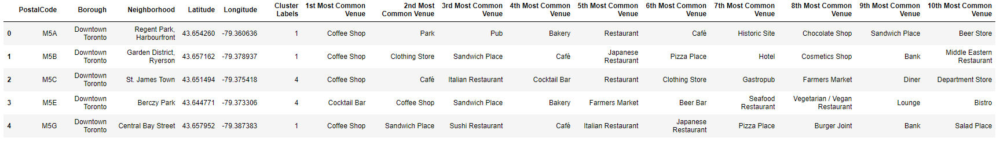 PostalCode Borough Neighborhood Latitude Longitude Cluster Labels 1st Most Common Venue 2nd Most Common Venue 3rd Most Common Venue 4th Most Common Venue 5th Most Common Venue 6th Most Common Venue 7th Most Common Venue 8th Most Common Venue 9th Most Common Venue 10th Most Common Venue
0 M5A Downtown Toronto Regent Park, Harbourfront 43.654260 -79.360636 1 Coffee Shop Park Pub Bakery Restaurant Café Historic Site Chocolate Shop Sandwich Place Beer Store
1 M5B Downtown Toronto Garden District, Ryerson 43.657162 -79.378937 1 Coffee Shop Clothing Store Sandwich Place Café Japanese Restaurant Pizza Place Hotel Cosmetics Shop Bank Middle Eastern Restaurant
2 M5C Downtown Toronto St. James Town 43.651494 -79.375418 4 Coffee Shop Café Italian Restaurant Cocktail Bar Restaurant Clothing Store Gastropub Farmers Market Diner Department Store
3 M5E Downtown Toronto Berczy Park 43.644771 -79.373306 4 Cocktail Bar Coffee Shop Sandwich Place Bakery Farmers Market Beer Bar Seafood Restaurant Vegetarian / Vegan Restaurant Lounge Bistro
4 M5G Downtown Toronto Central Bay Street 43.657952 -79.387383 1 Coffee Shop Sandwich Place Sushi Restaurant Café Italian Restaurant Japanese Restaurant Pizza Place Burger Joint Bank Salad Place